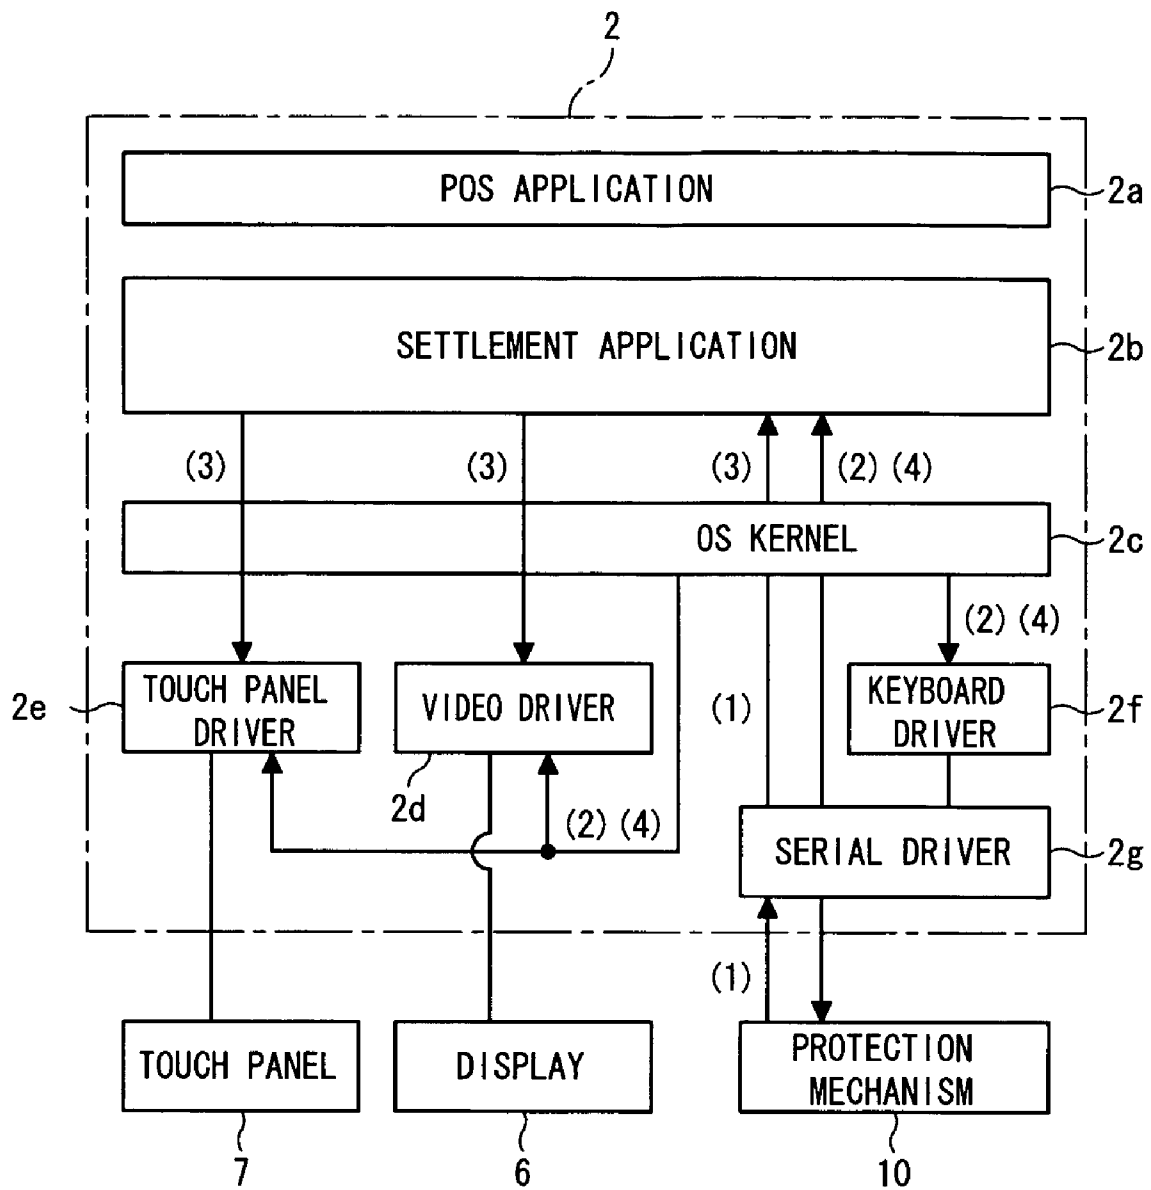 2
POS APPLICATION
2a
SETTLEMENT APPLICATION
2b
(3)
(3)
(3)
(2) (4)
OS KERNEL
2c
(2) (4)
2e
TOUCH PANEL
DRIVER
VIDEO DRIVER
2d
(1)
KEYBOARD
DRIVER
2f
(2) (4)
SERIAL DRIVER
2g
(1)
TOUCH PANEL
DISPLAY
PROTECTION
MECHANISM
7
6
10